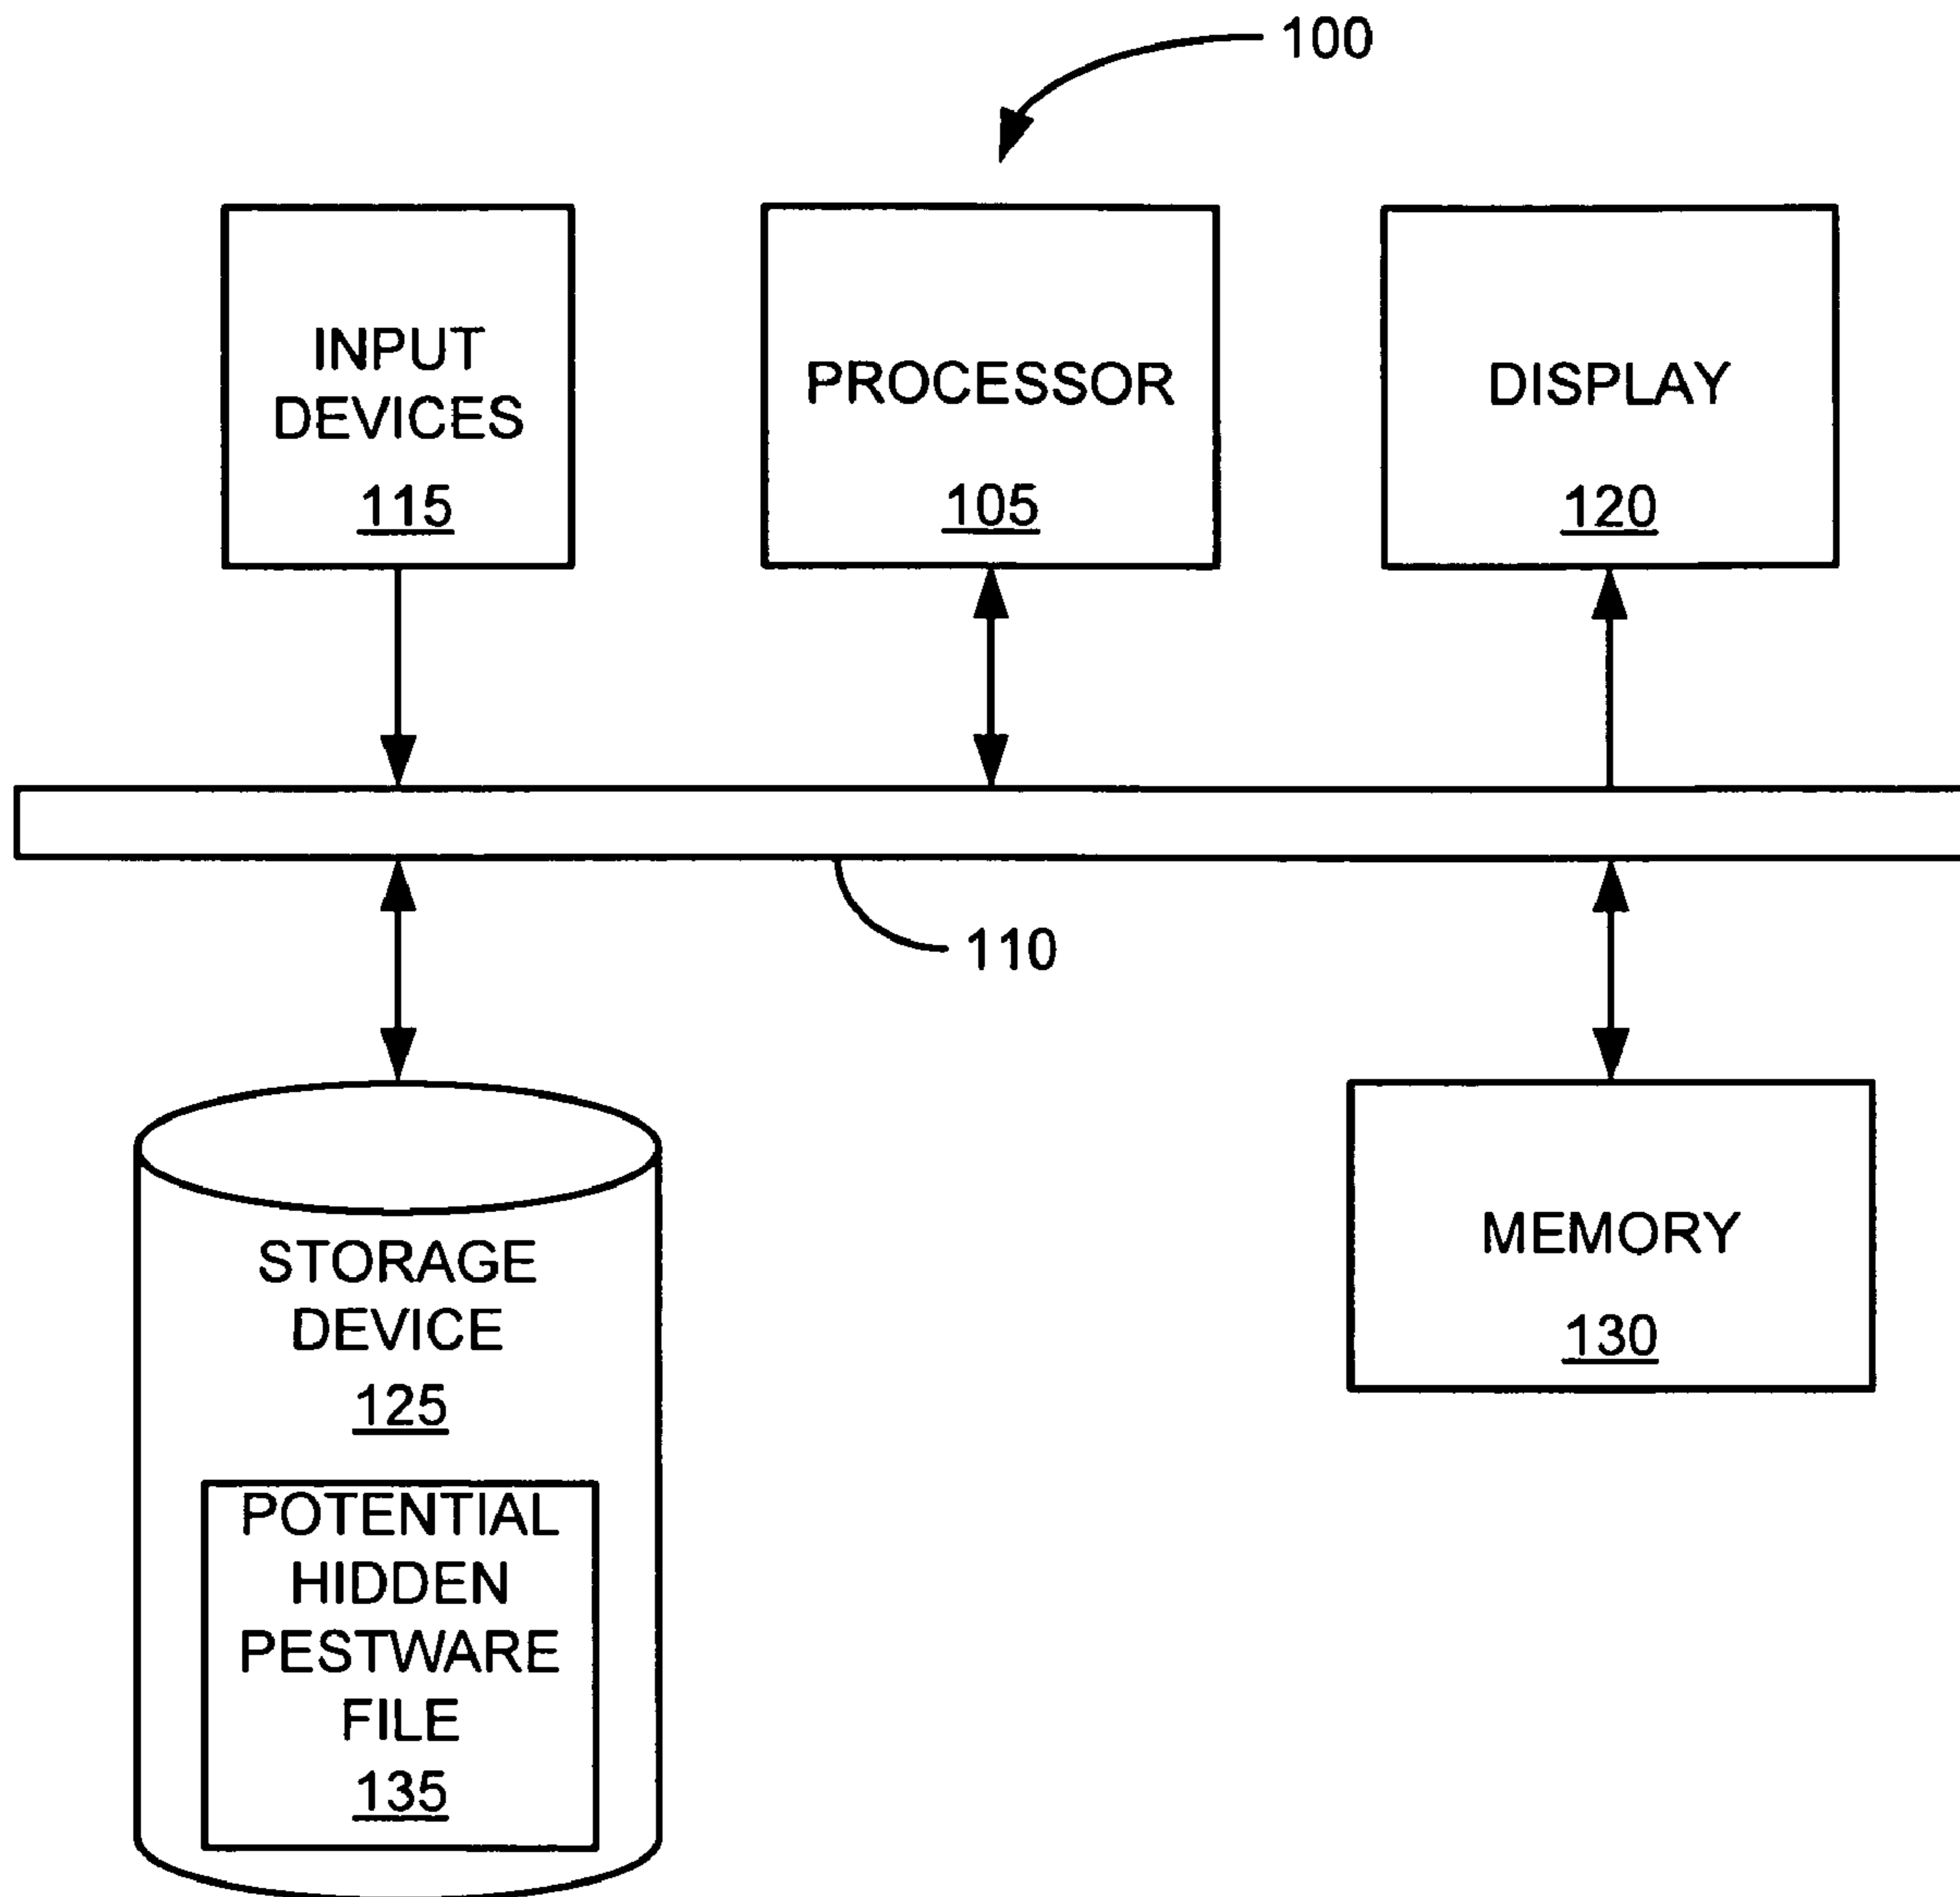 100
INPUT
DEVICES
115
PROCESSOR
105
DISPLAY
120
110
STORAGE
DEVICE
125
POTENTIAL
HIDDEN
PESTWARE
FILE
135
MEMORY
130